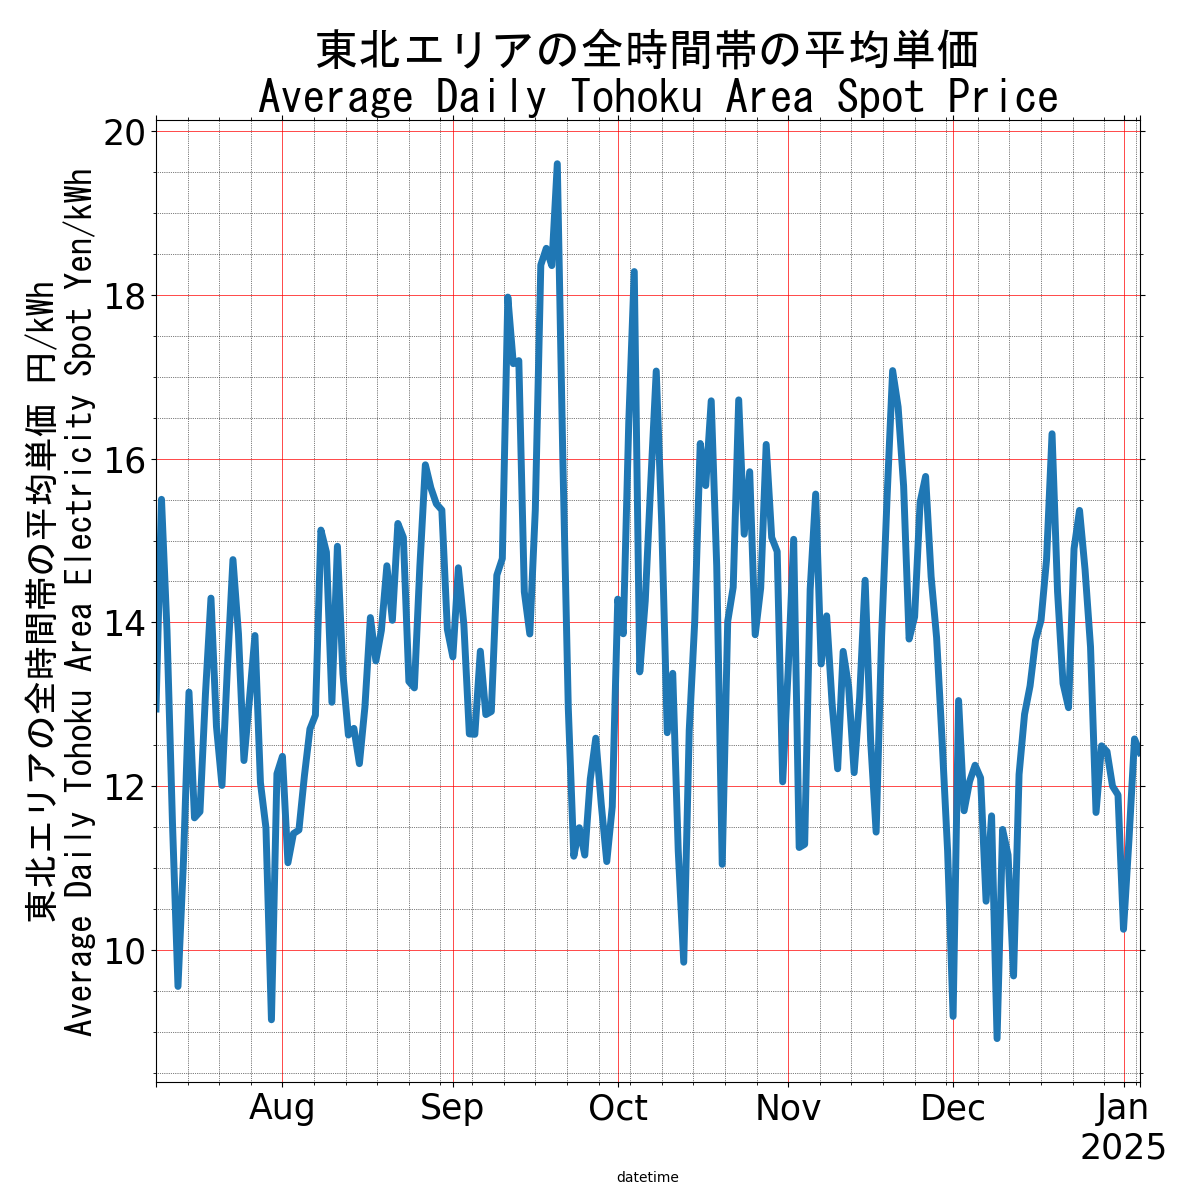 東北エリアの全時間帯の平均単価
Average Daily Tohoku Area Spot Price
東北エリアの全時間帯の平均単価 円/kWh
Average Daily Tohoku Area Electricity Spot Yen/kWh
20
18
16
14
12
10
Aug Sep Oct Nov Dec Jan
2025
datetime